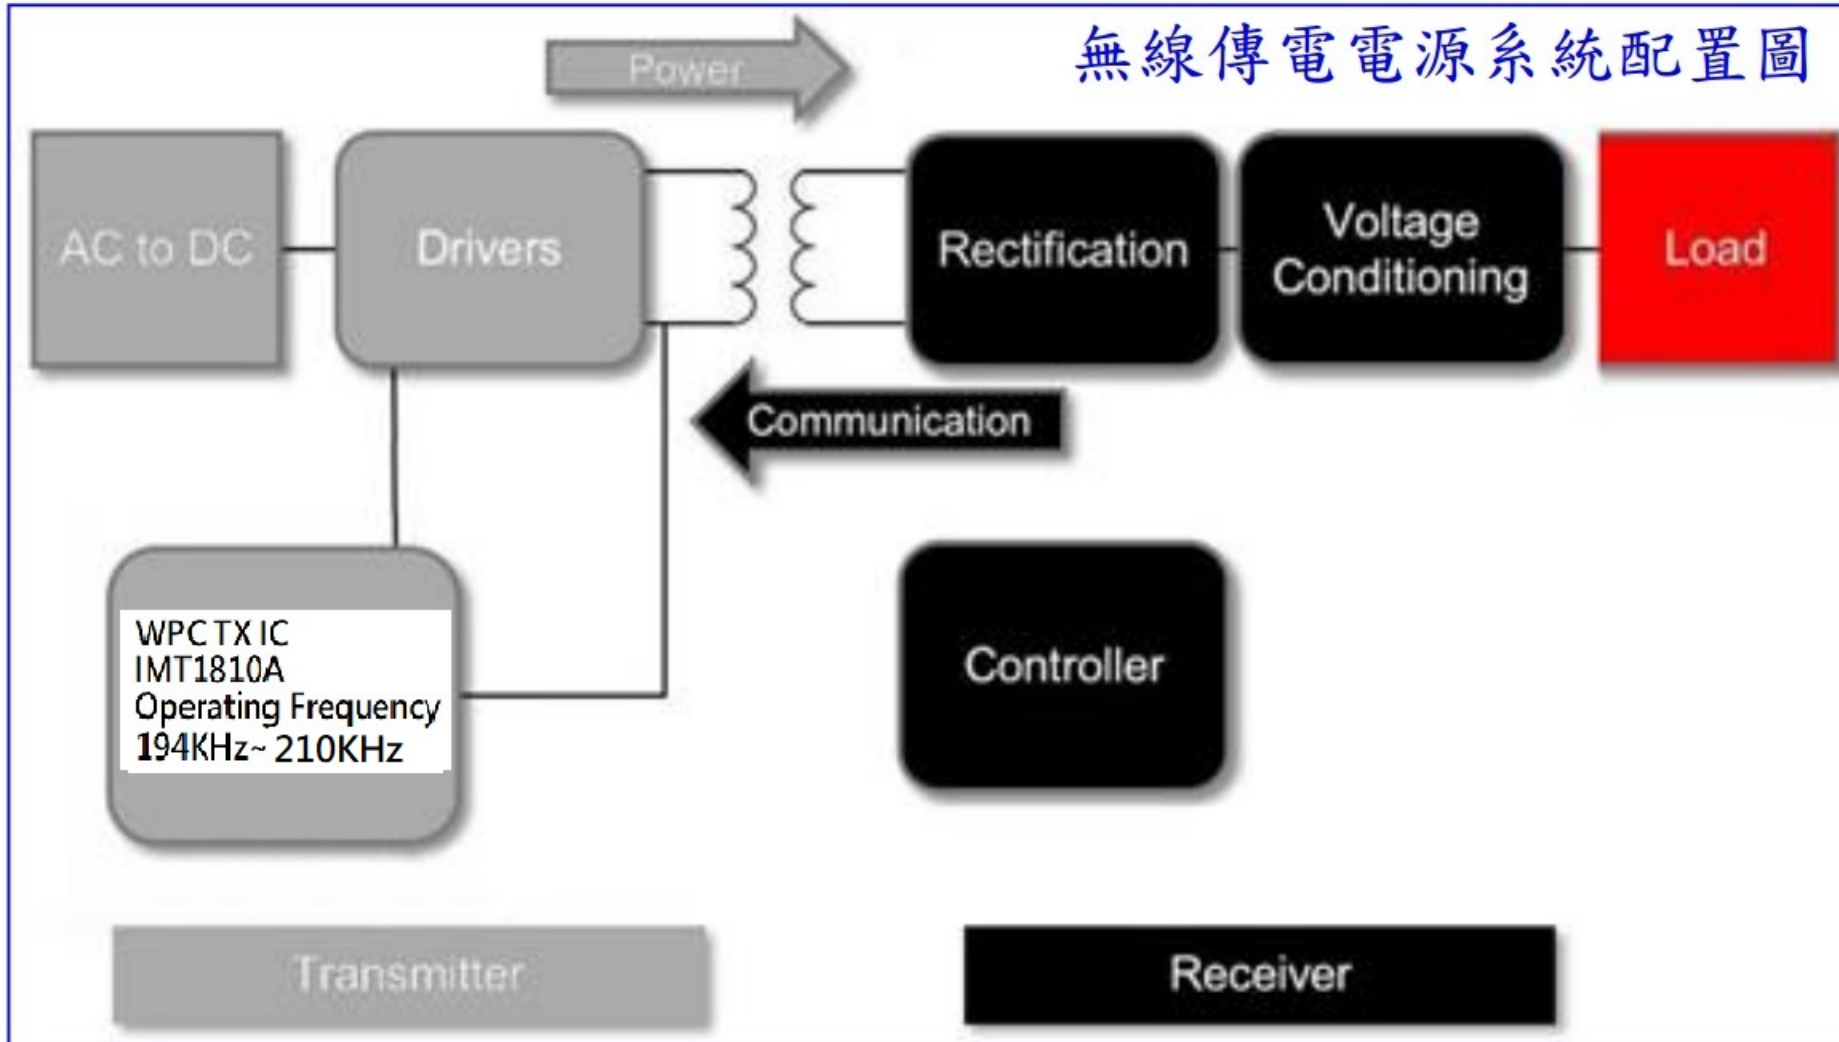 無線傳電電源系統配置圖
Power
AC to DC
Drivers
Rectification
Voltage
Conditioning
Load
Communication
WPC TX IC
IMT1810A
Operating Frequency
194KHz~ 210KHz
Controller
Transmitter
Receiver